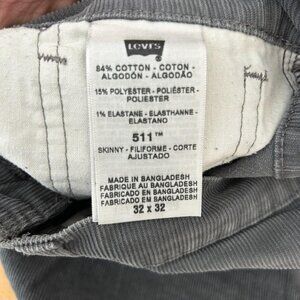 LEVI'S
84% COTTON - COTON -
ALGODÓN - ALGODÃO
15% POLYESTER - POLIÉSTER -
POLIESTER
1% ELASTANE - ELASTHANNE -
ELASTANO
511™
SKINNY - FILIFORME - CORTE
AJUSTADO
MADE IN BANGLADESH
FABRIQUE AU BANGLADESH
FABRICADO EN BANGLADESH
FABRICADO EM BANGLADESH
32 x 32